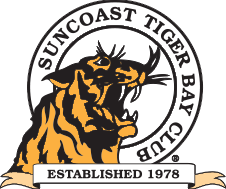 SUNCOAST TIGER BAY CLUB
®
ESTABLISHED 1978